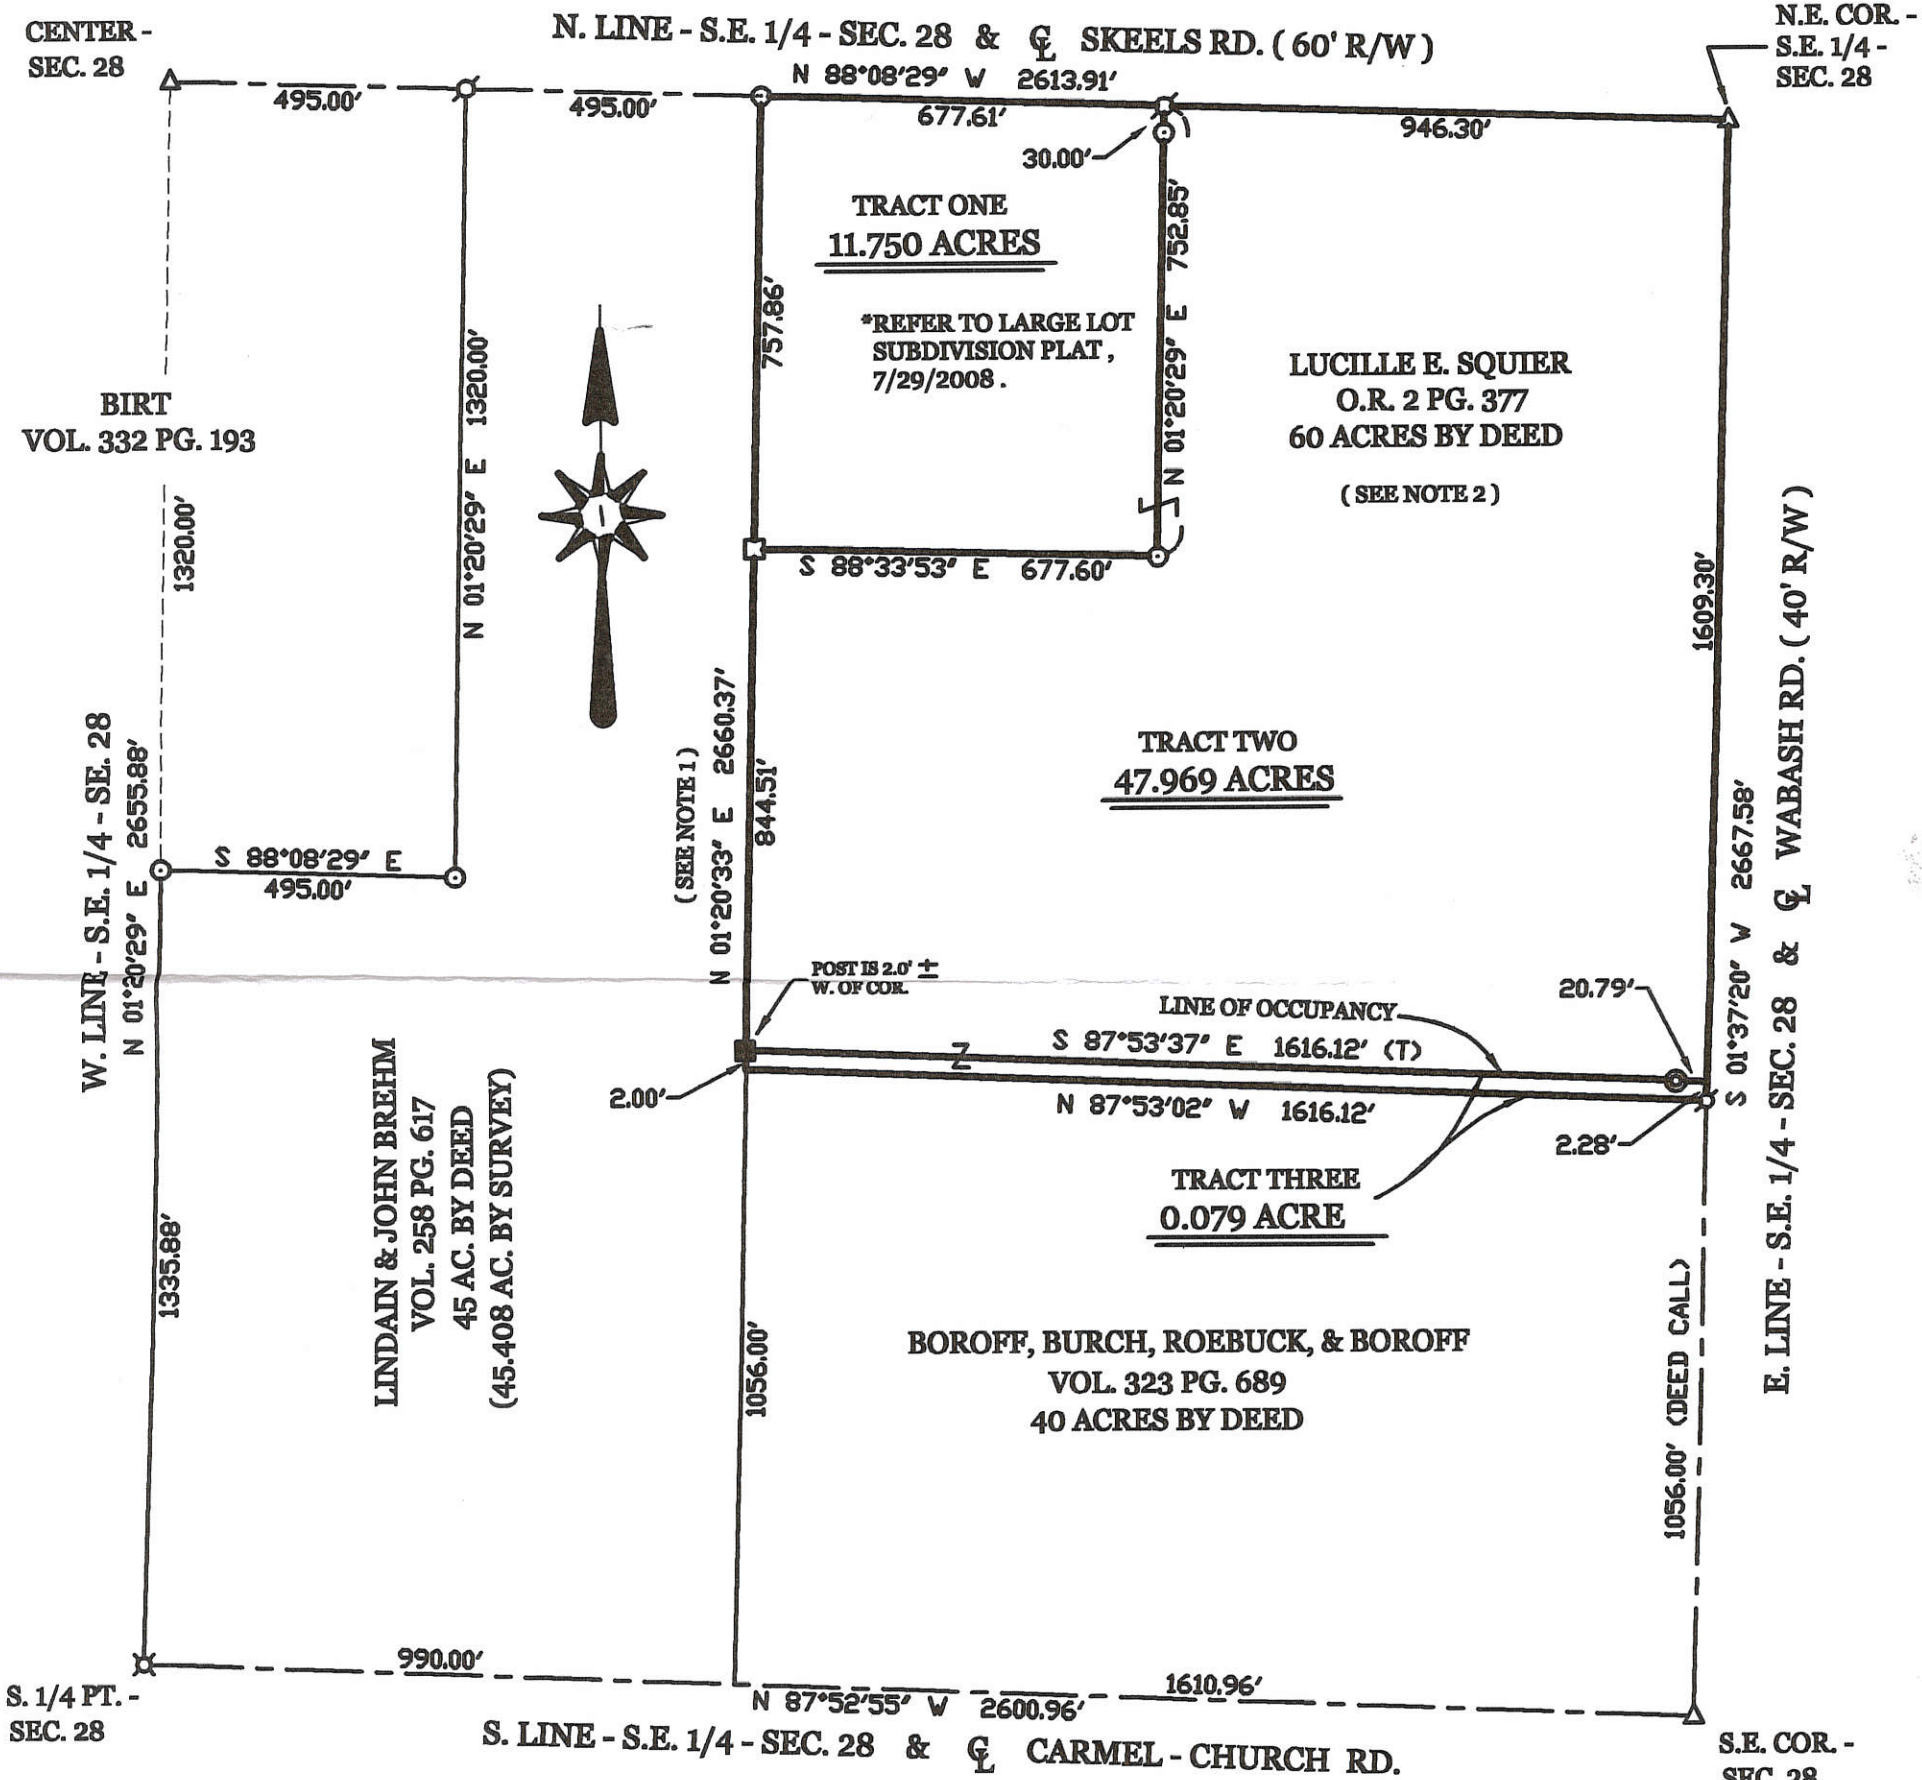 CENTER -
SEC. 28
N. LINE - S.E. 1/4 - SEC. 28 & ℄ SKEELS RD. ( 60' R/W )
N 88°08'29" W 2613.91'
N.E. COR. -
S.E. 1/4 -
SEC. 28
495.00'
495.00'
677.61'
946.30'
30.00'
TRACT ONE
11.750 ACRES
*REFER TO LARGE LOT
SUBDIVISION PLAT ,
7/29/2008 .
757.86'
N 01°20'29" E 752.85'
LUCILLE E. SQUIER
O.R. 2 PG. 377
60 ACRES BY DEED
( SEE NOTE 2 )
BIRT
VOL. 332 PG. 193
1320.00'
N 01°20'29" E 1320.00'
S 88°33'53" E 677.60'
1609.30'
E. LINE - S.E. 1/4 - SEC. 28 & ℄ WABASH RD. ( 40' R/W )
S 01°37'20" W 2667.58'
W. LINE - S.E. 1/4 - SE. 28
N 01°20'29" E 2655.88'
S 88°08'29" E
495.00'
( SEE NOTE 1 )
N 01°20'33" E 2660.37'
844.51'
TRACT TWO
47.969 ACRES
POST IS 2.0' ±
W. OF COR.
LINE OF OCCUPANCY
20.79'
S 87°53'37" E 1616.12' (T)
2.00'
N 87°53'02" W 1616.12'
2.28'
TRACT THREE
0.079 ACRE
LINDAIN & JOHN BREHM
VOL. 258 PG. 617
45 AC. BY DEED
(45.408 AC. BY SURVEY)
1335.88'
1056.00'
BOROFF, BURCH, ROEBUCK, & BOROFF
VOL. 323 PG. 689
40 ACRES BY DEED
1056.00' (DEED CALL)
990.00'
1610.96'
N 87°52'55" W 2600.96'
S. 1/4 PT. -
SEC. 28
S. LINE - S.E. 1/4 - SEC. 28 & ℄ CARMEL - CHURCH RD.
S.E. COR. -
SEC. 28